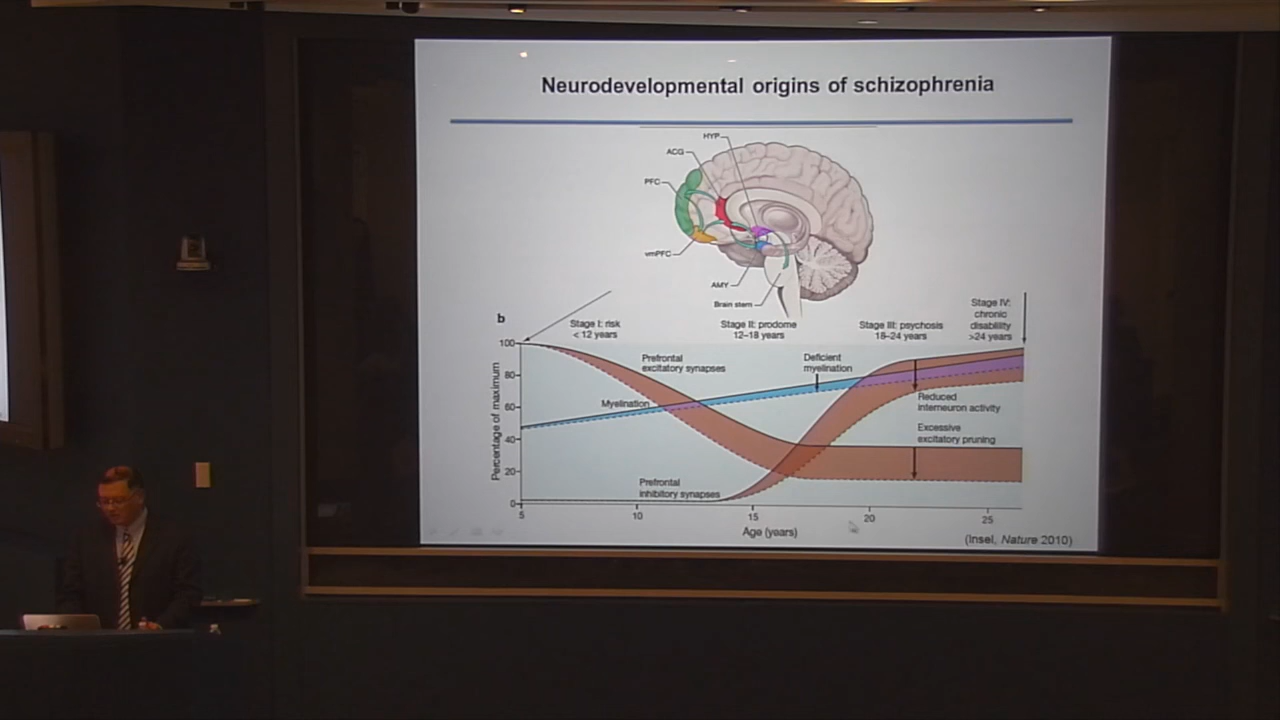 Neurodevelopmental origins of schizophrenia
HYP
ACG
PFC
vmPFC
AMY
Brain stem
b
Stage I: risk
< 12 years
Stage II: prodome
12–18 years
Stage III: psychosis
18–24 years
Stage IV:
chronic
disability
>24 years
Percentage of maximum
100
80
60
40
20
0
Prefrontal
excitatory synapses
Deficient
myelination
Myelination
Reduced
interneuron activity
Excessive
excitatory pruning
Prefrontal
inhibitory synapses
5
10
15
20
25
Age (years)
(Insel, Nature 2010)